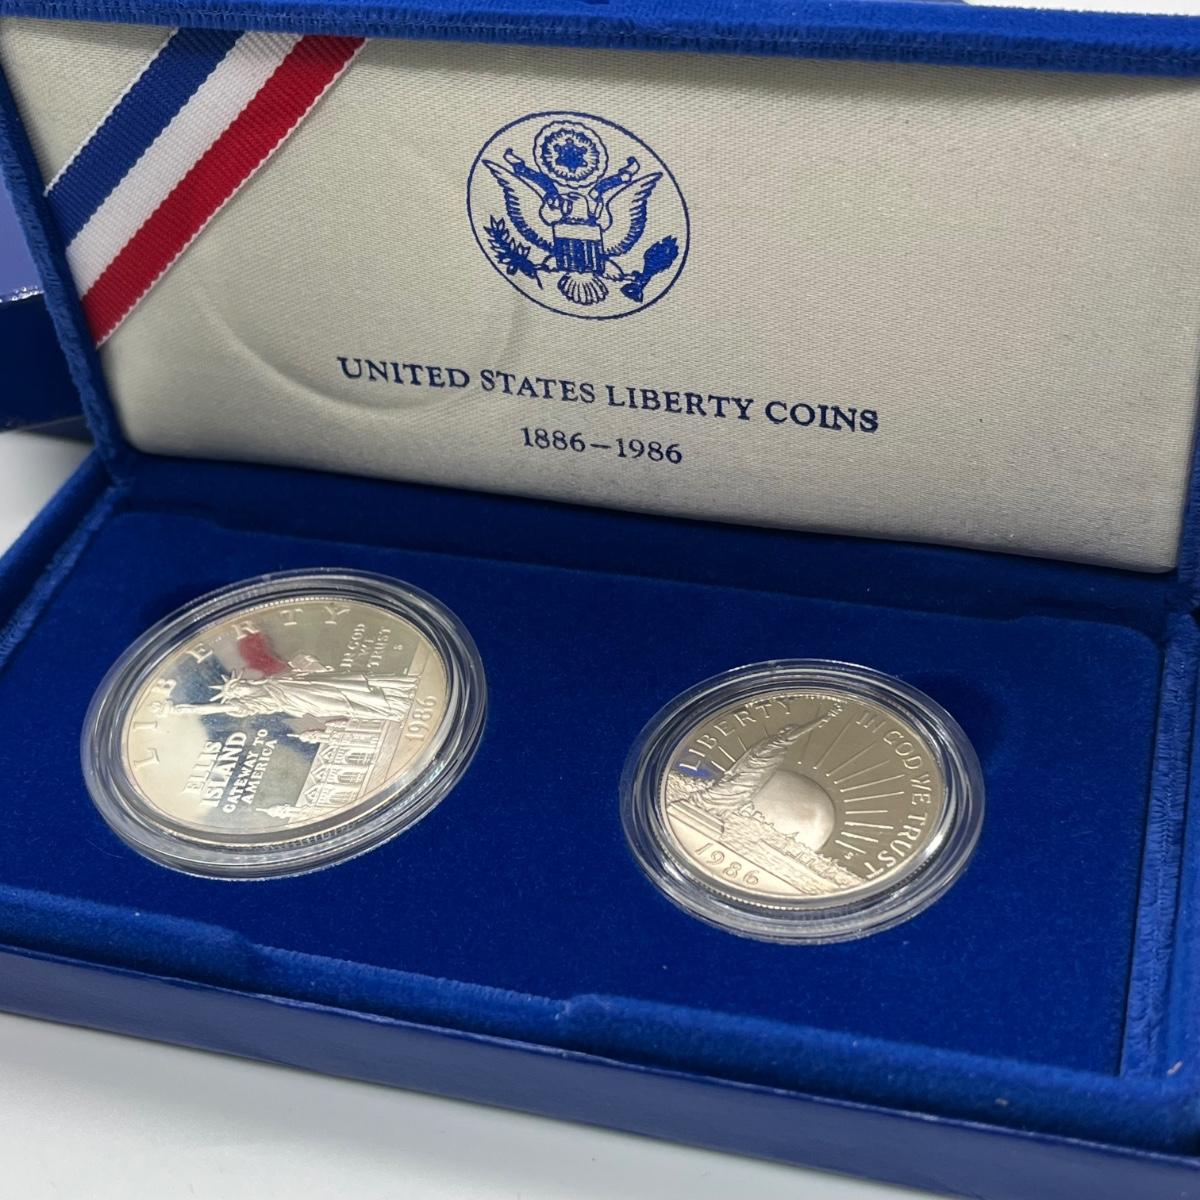 UNITED STATES LIBERTY COINS
1886–1986
LIBERTY
IN GOD
WE
TRUST
S
1986
ELLIS
ISLAND
GATEWAY TO
AMERICA
LIBERTY
IN GOD WE TRUST
S
1986